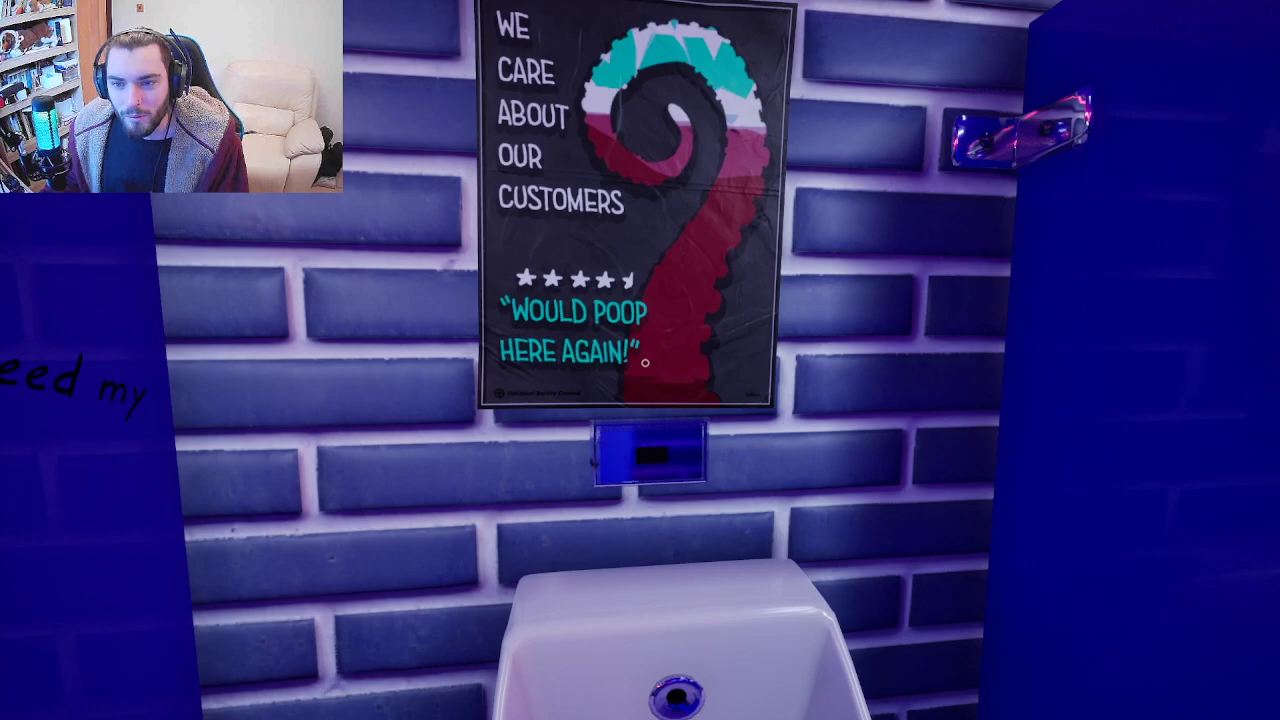 WE
CARE
ABOUT
OUR
CUSTOMERS
"WOULD POOP
HERE AGAIN!"
eed my